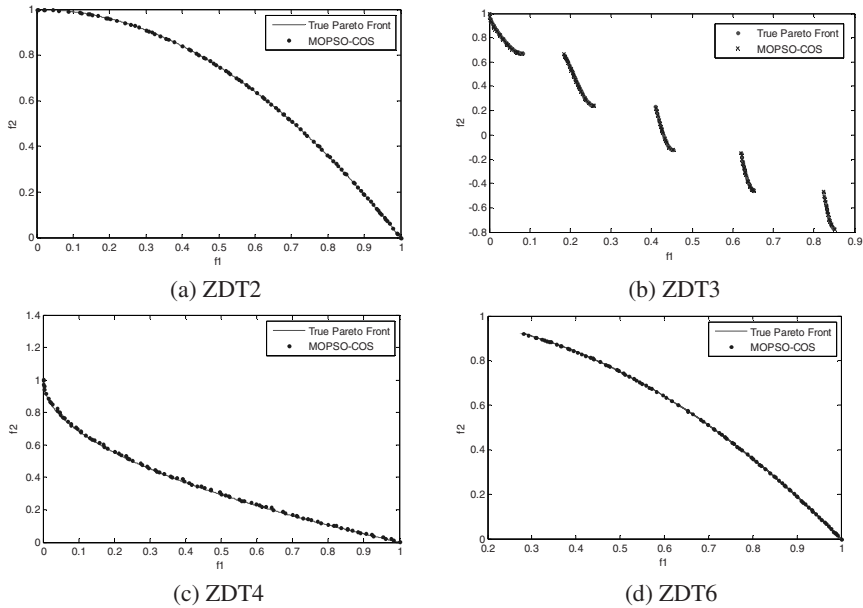 True Pareto Front
MOPSO-COS
1
0.8
0.6
0.4
0.2
0
f2
0 0.1 0.2 0.3 0.4 0.5 0.6 0.7 0.8 0.9 1
f1
(a) ZDT2
True Pareto Front
MOPSO-COS
1
0.8
0.6
0.4
0.2
0
-0.2
-0.4
-0.6
-0.8
f2
0 0.1 0.2 0.3 0.4 0.5 0.6 0.7 0.8 0.9
f1
(b) ZDT3
True Pareto Front
MOPSO-COS
1.4
1.2
1
0.8
0.6
0.4
0.2
0
f2
0 0.1 0.2 0.3 0.4 0.5 0.6 0.7 0.8 0.9 1
f1
(c) ZDT4
True Pareto Front
MOPSO-COS
1
0.8
0.6
0.4
0.2
0
f2
0.2 0.3 0.4 0.5 0.6 0.7 0.8 0.9 1
f1
(d) ZDT6